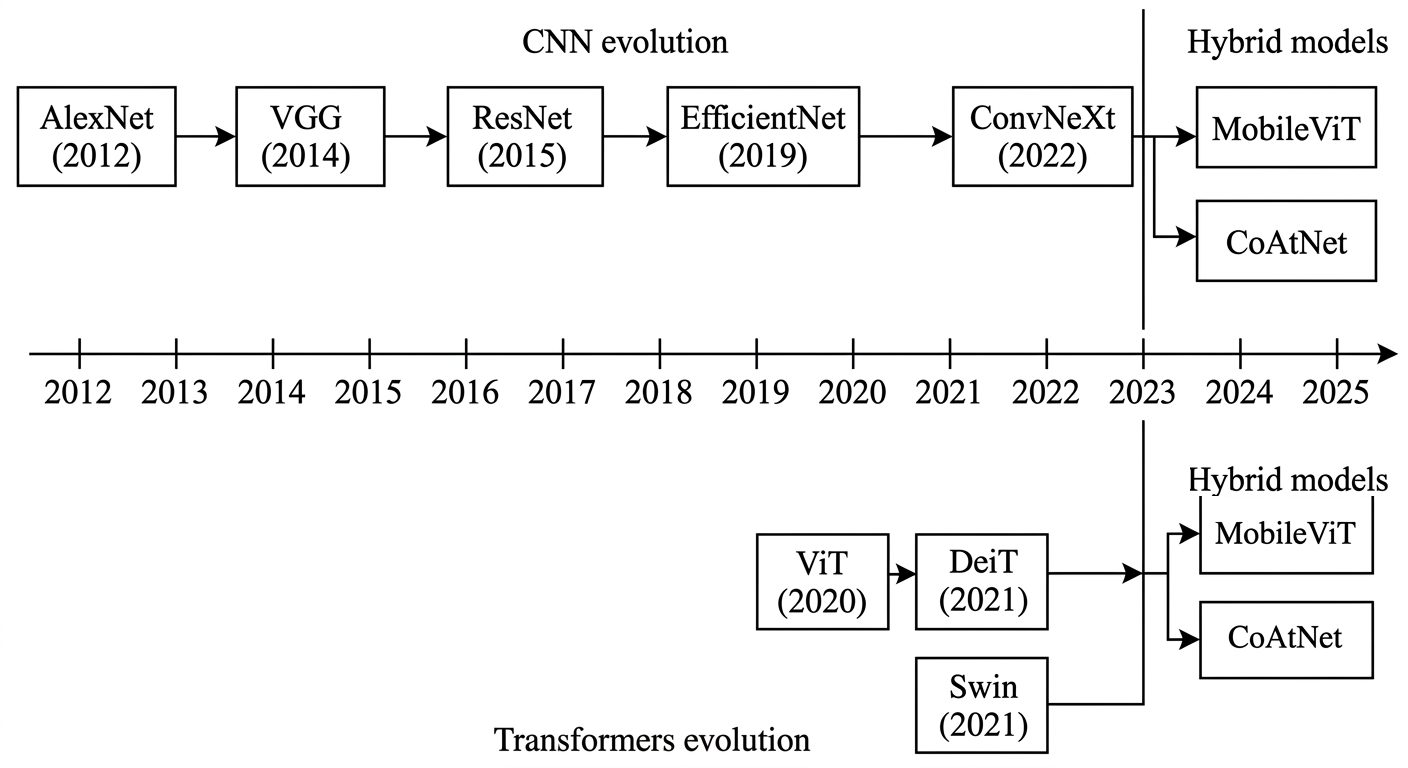 CNN evolution
Hybrid models
AlexNet
(2012)
VGG
(2014)
ResNet
(2015)
EfficientNet
(2019)
ConvNeXt
(2022)
MobileViT
CoAtNet
2012 2013 2014 2015 2016 2017 2018 2019 2020 2021 2022 2023 2024 2025
Hybrid models
ViT
(2020)
DeiT
(2021)
MobileViT
CoAtNet
Swin
(2021)
Transformers evolution